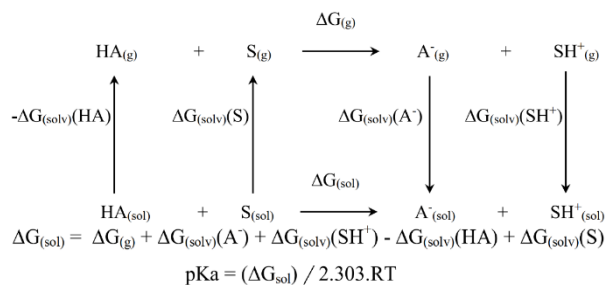 ΔG(g)
HA(g) + S(g) A⁻(g) + SH⁺(g)
-ΔG(solv)(HA) ΔG(solv)(S) ΔG(solv)(A⁻) ΔG(solv)(SH⁺)
ΔG(sol)
HA(sol) + S(sol) A⁻(sol) + SH⁺(sol)
ΔG(sol) = ΔG(g) + ΔG(solv)(A⁻) + ΔG(solv)(SH⁺) - ΔG(solv)(HA) + ΔG(solv)(S)
pKa = (ΔGsol) / 2.303.RT